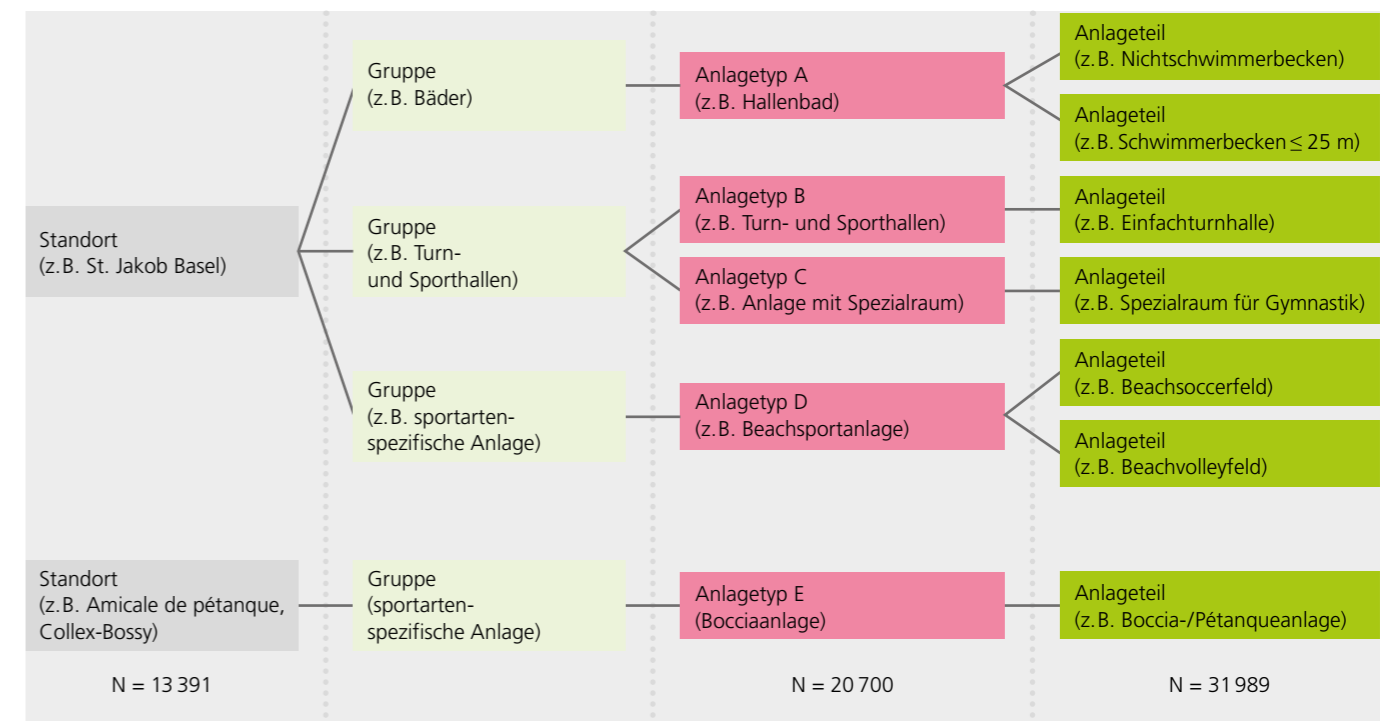 Standort
(z.B. St. Jakob Basel)
Gruppe
(z.B. Bäder)
Gruppe
(z.B. Turn-
und Sporthallen)
Gruppe
(z.B. sportarten-
spezifische Anlage)
Anlagetyp A
(z.B. Hallenbad)
Anlagetyp B
(z.B. Turn- und Sporthallen)
Anlagetyp C
(z.B. Anlage mit Spezialraum)
Anlagetyp D
(z.B. Beachsportanlage)
Anlageteil
(z.B. Nichtschwimmerbecken)
Anlageteil
(z.B. Schwimmerbecken ≤ 25 m)
Anlageteil
(z.B. Einfachturnhalle)
Anlageteil
(z.B. Spezialraum für Gymnastik)
Anlageteil
(z.B. Beachsoccerfeld)
Anlageteil
(z.B. Beachvolleyfeld)
Standort
(z.B. Amicale de pétanque,
Collex-Bossy)
Gruppe
(sportarten-
spezifische Anlage)
Anlagetyp E
(Bocciaanlage)
Anlageteil
(z.B. Boccia-/Pétanqueanlage)
N = 13 391
N = 20 700
N = 31 989